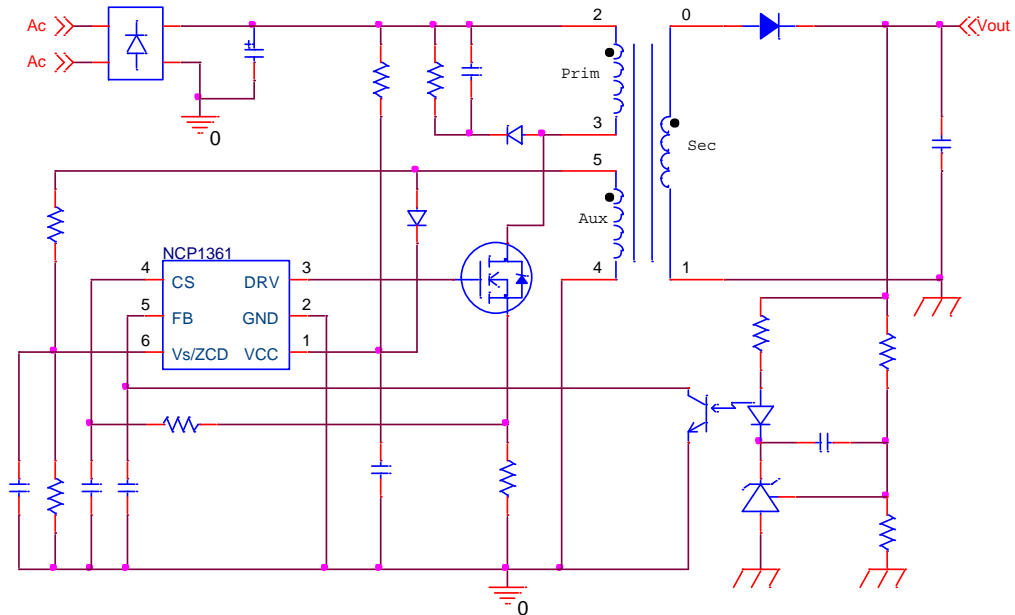 Ac
Ac
0
2
Prim
3
5
Aux
4
0
Sec
1
Vout
NCP1361
4 CS DRV 3
5 FB GND 2
6 Vs/ZCD VCC 1
0